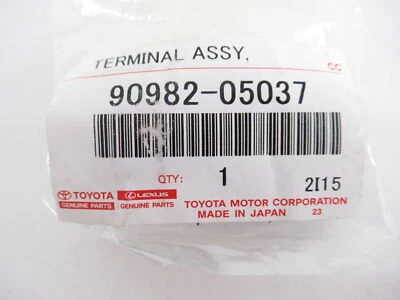 TERMINAL ASSY,
CC
90982-05037
QTY: 1 2I15
TOYOTA LEXUS
GENUINE PARTS GENUINE PARTS
TOYOTA MOTOR CORPORATION
MADE IN JAPAN 23